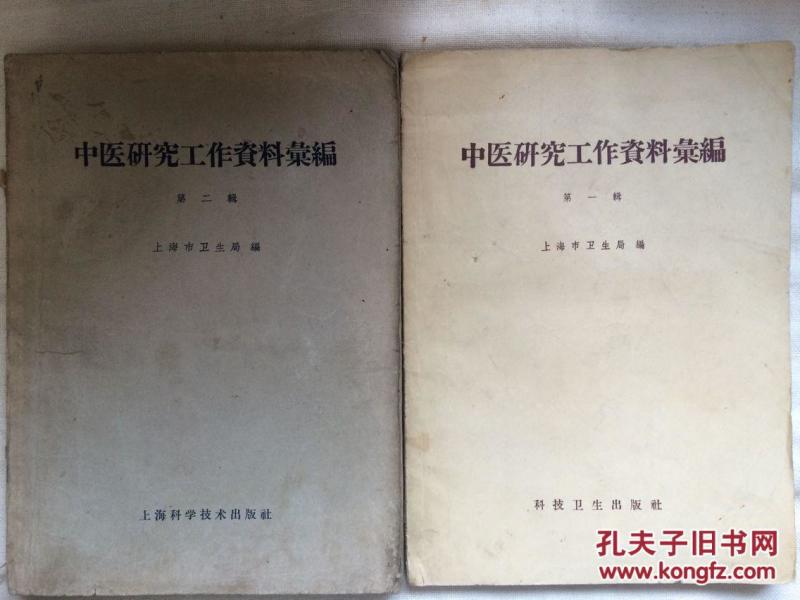 中医研究工作資料彙編
第二輯
上海市卫生局編
上海科学技术出版社
中医研究工作資料彙編
第一輯
上海市卫生局編
科技卫生出版社
孔夫子旧书网
www.kongfz.com